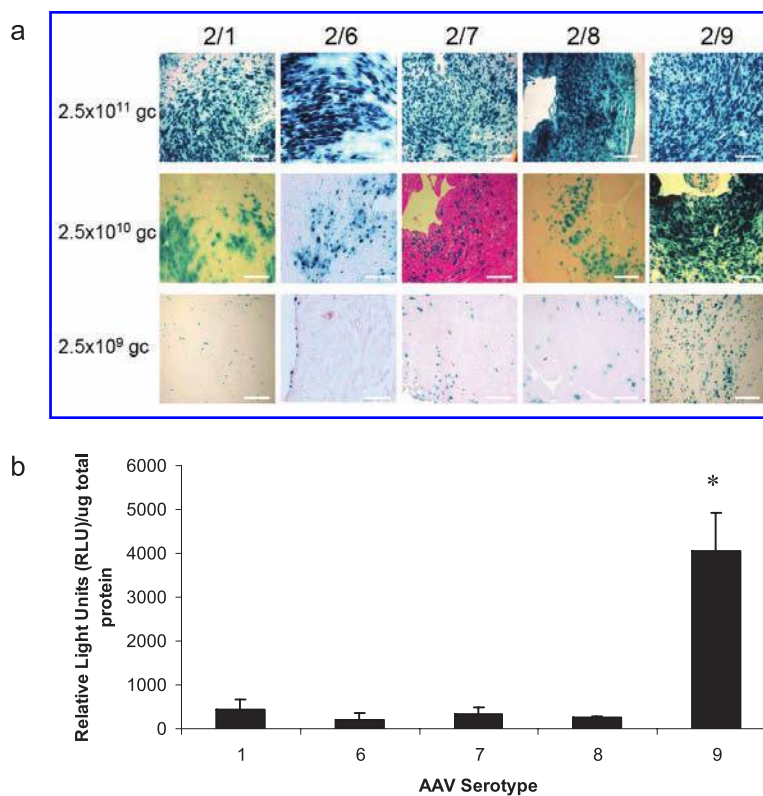 a
2/1 2/6 2/7 2/8 2/9
2.5x10¹¹ gc
2.5x10¹⁰ gc
2.5x10⁹ gc
b
Relative Light Units (RLU)/ug total
protein
6000
5000
4000
3000
2000
1000
0
*
1 6 7 8 9
AAV Serotype